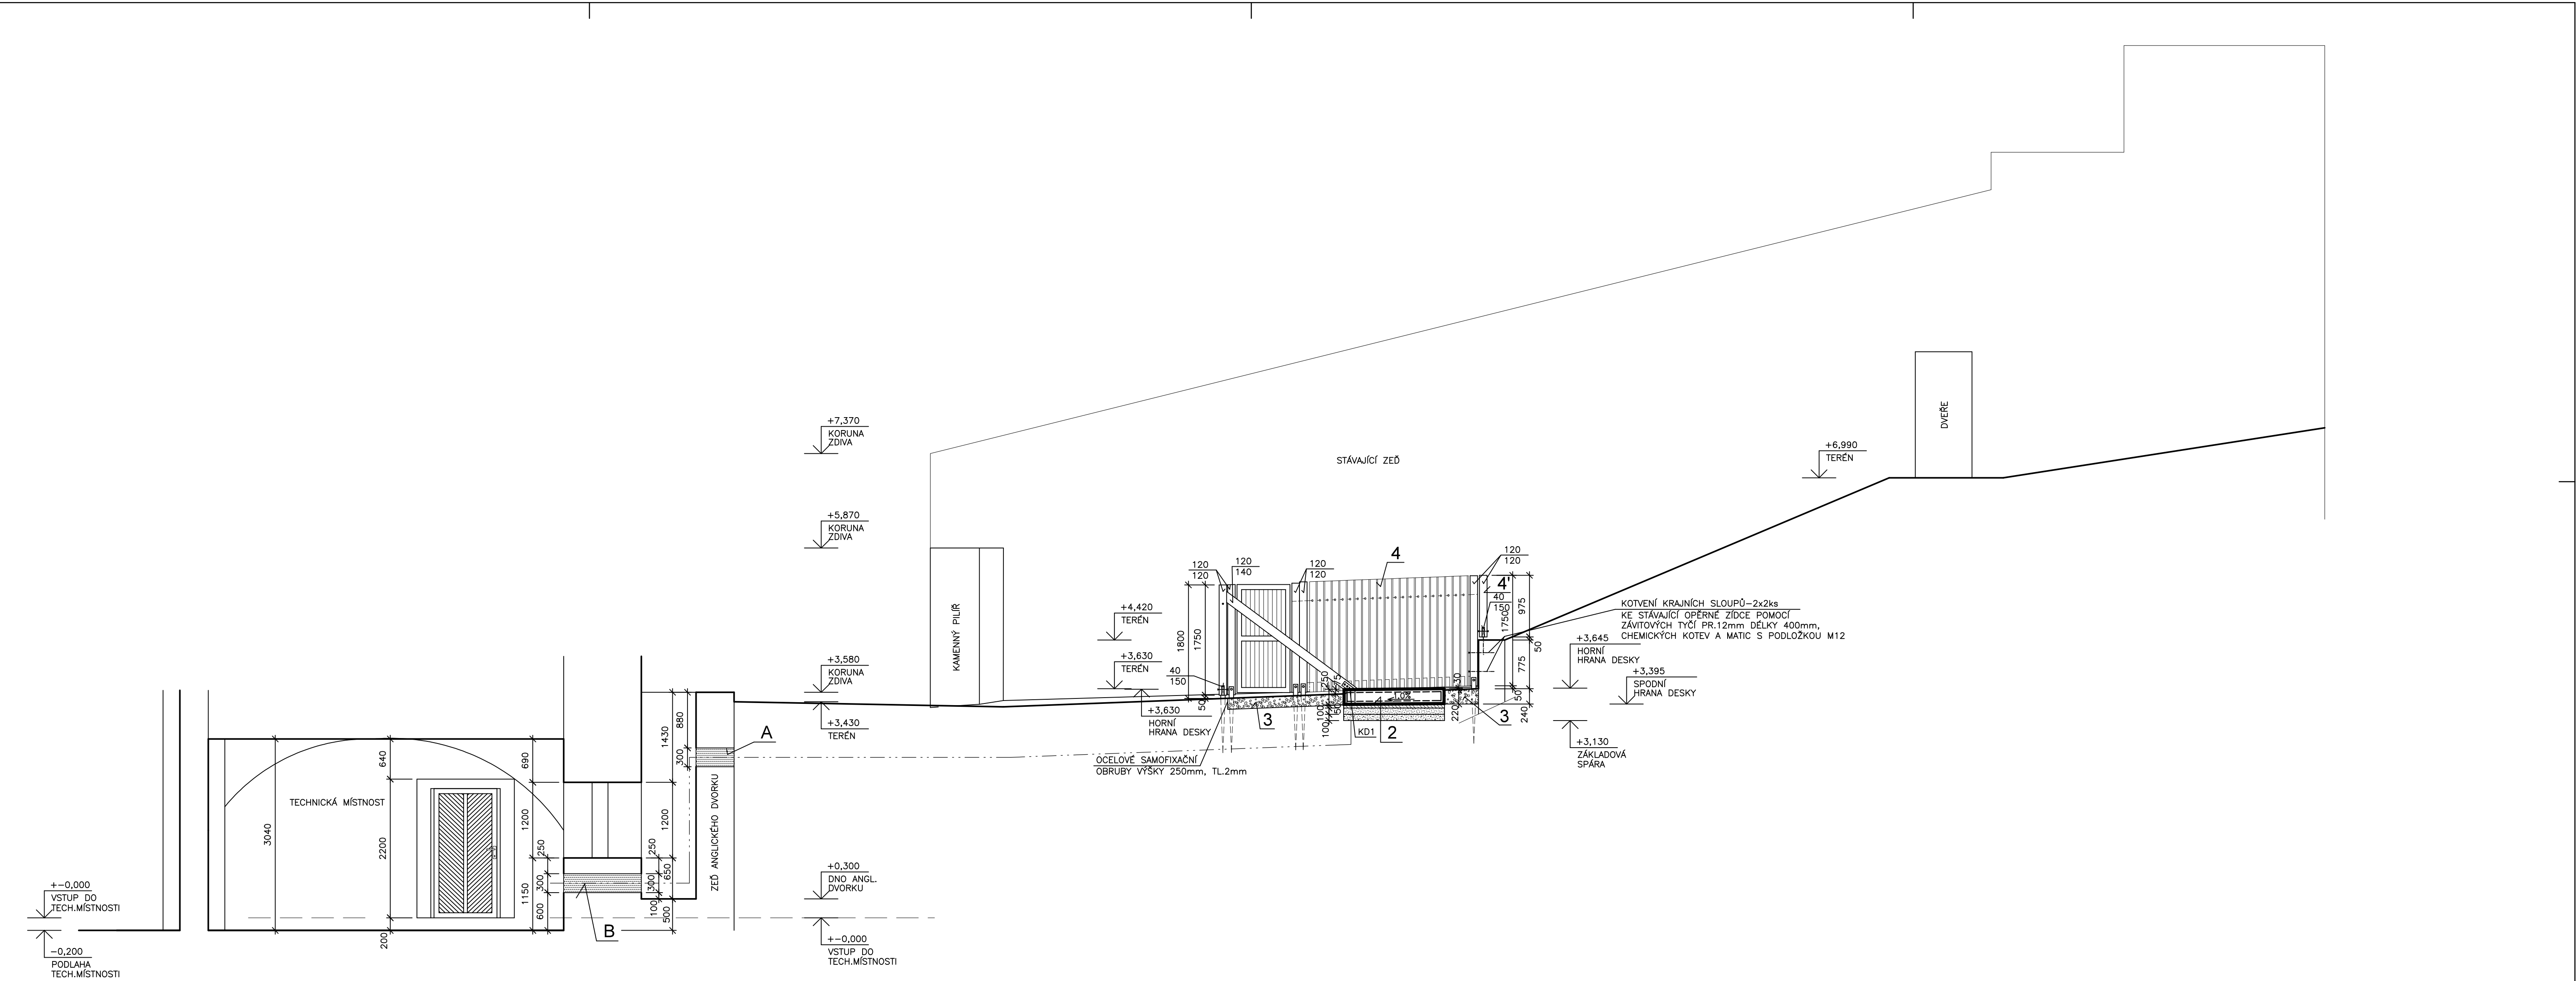 +7,370
KORUNA
ZDIVA
+5,870
KORUNA
ZDIVA
+3,580
KORUNA
ZDIVA
+3,430
TERÉN
+0,300
DNO ANGL.
DVORKU
+-0,000
VSTUP DO
TECH.MÍSTNOSTI
+-0,000
VSTUP DO
TECH.MÍSTNOSTI
-0,200
PODLAHA
TECH.MÍSTNOSTI
TECHNICKÁ MÍSTNOST
3040
640
2200
200
690
1200
1150
250
300
600
B
250
300
100
1430
1200
650
500
880
300
A
ZEĎ ANGLICKÉHO DVORKU
KAMENNÝ PILÍŘ
STÁVAJÍCÍ ZEĎ
DVEŘE
+6,990
TERÉN
+4,420
TERÉN
+3,630
TERÉN
+3,630
HORNÍ
HRANA DESKY
1800
1750
50
40
150
120
120
120
140
120
120
4
120
120
4'
40
150
1750
975
50
775
50
240
220
3
3
2
KD1
250
100
50
100
OCELOVÉ SAMOFIXAČNÍ
OBRUBY VÝŠKY 250mm, TL.2mm
KOTVENÍ KRAJNÍCH SLOUPŮ-2x2ks
KE STÁVAJÍCÍ OPĚRNÉ ZÍDCE POMOCÍ
ZÁVITOVÝCH TYČÍ PR.12mm DÉLKY 400mm,
CHEMICKÝCH KOTEV A MATIC S PODLOŽKOU M12
+3,645
HORNÍ
HRANA DESKY
+3,395
SPODNÍ
HRANA DESKY
+3,130
ZÁKLADOVÁ
SPÁRA